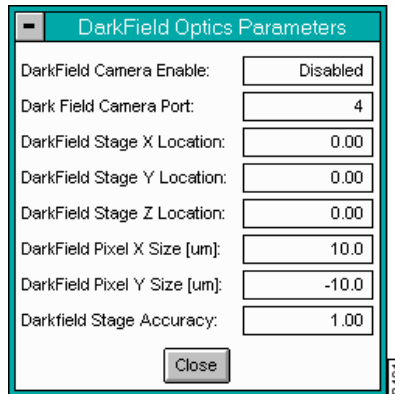 DarkField Optics Parameters
DarkField Camera Enable: Disabled
Dark Field Camera Port: 4
DarkField Stage X Location: 0.00
DarkField Stage Y Location: 0.00
DarkField Stage Z Location: 0.00
DarkField Pixel X Size [um]: 10.0
DarkField Pixel Y Size [um]: -10.0
Darkfield Stage Accuracy: 1.00
Close